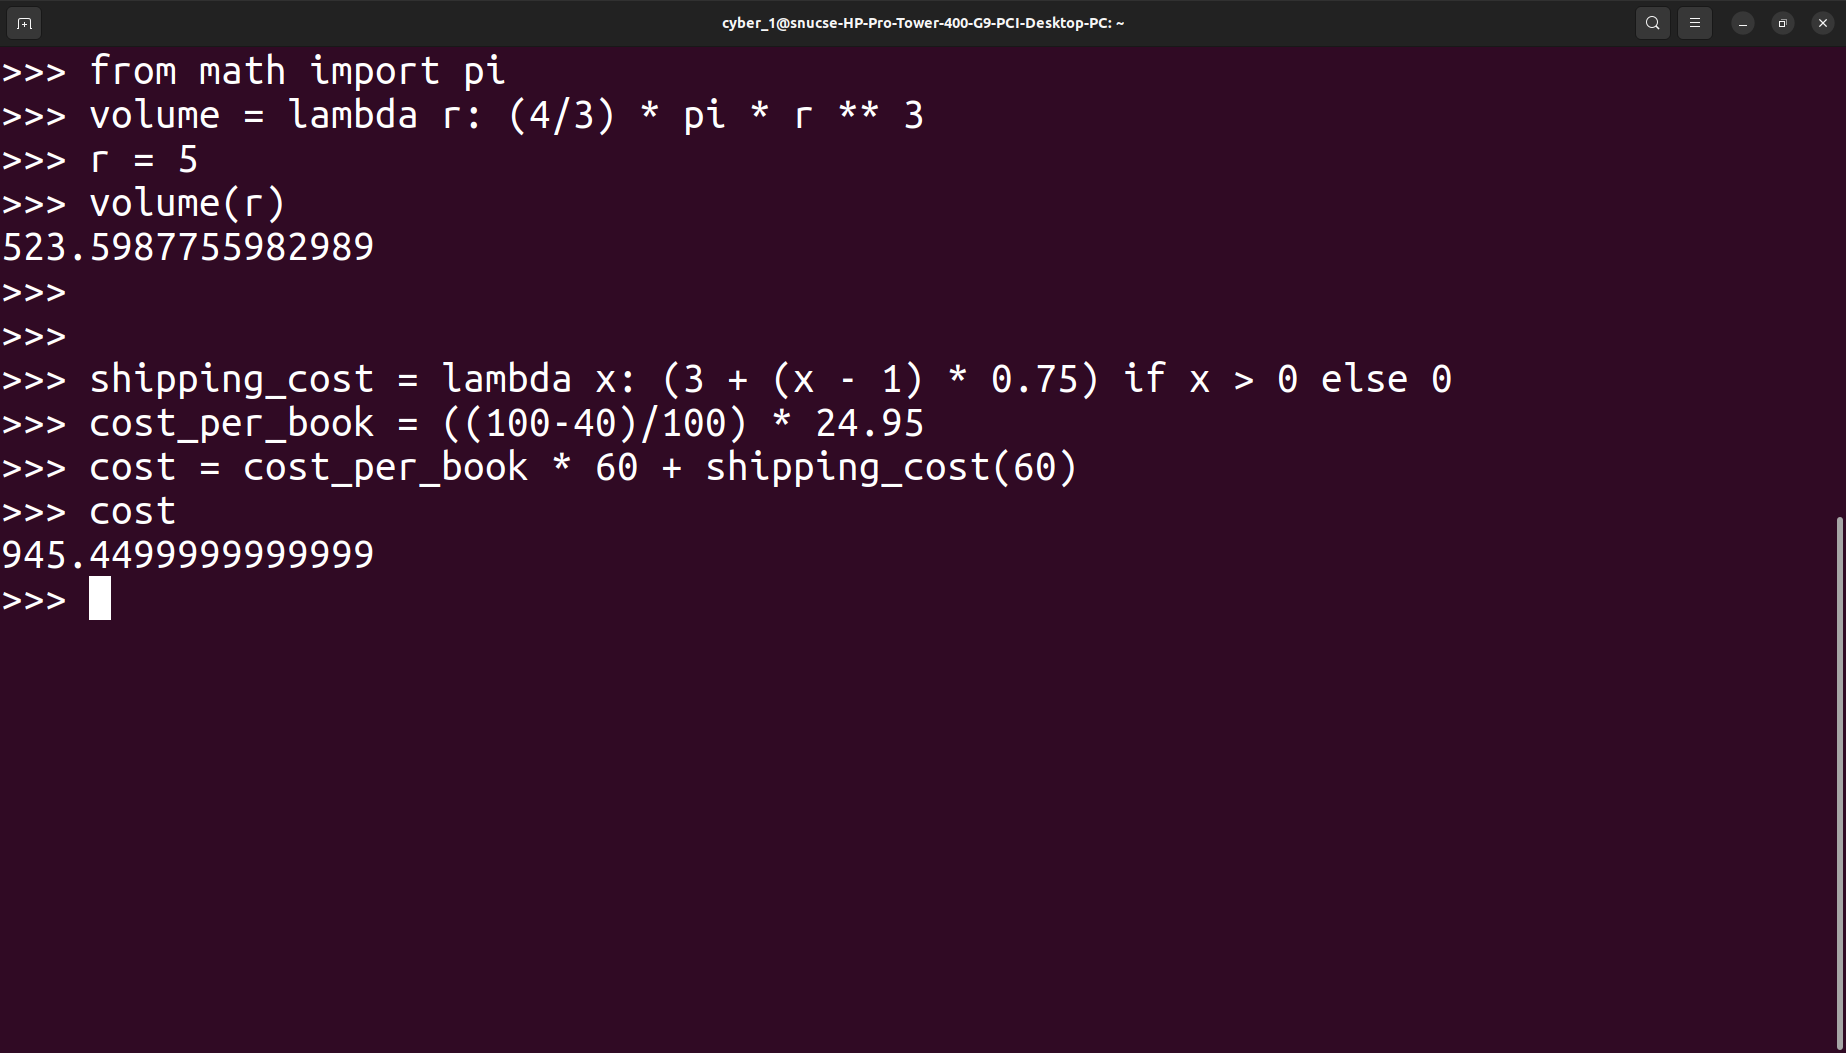 cyber_1@snucse-HP-Pro-Tower-400-G9-PCI-Desktop-PC: ~
>>> from math import pi
>>> volume = lambda r: (4/3) * pi * r ** 3
>>> r = 5
>>> volume(r)
523.5987755982989
>>>
>>>
>>> shipping_cost = lambda x: (3 + (x - 1) * 0.75) if x > 0 else 0
>>> cost_per_book = ((100-40)/100) * 24.95
>>> cost = cost_per_book * 60 + shipping_cost(60)
>>> cost
945.4499999999999
>>>